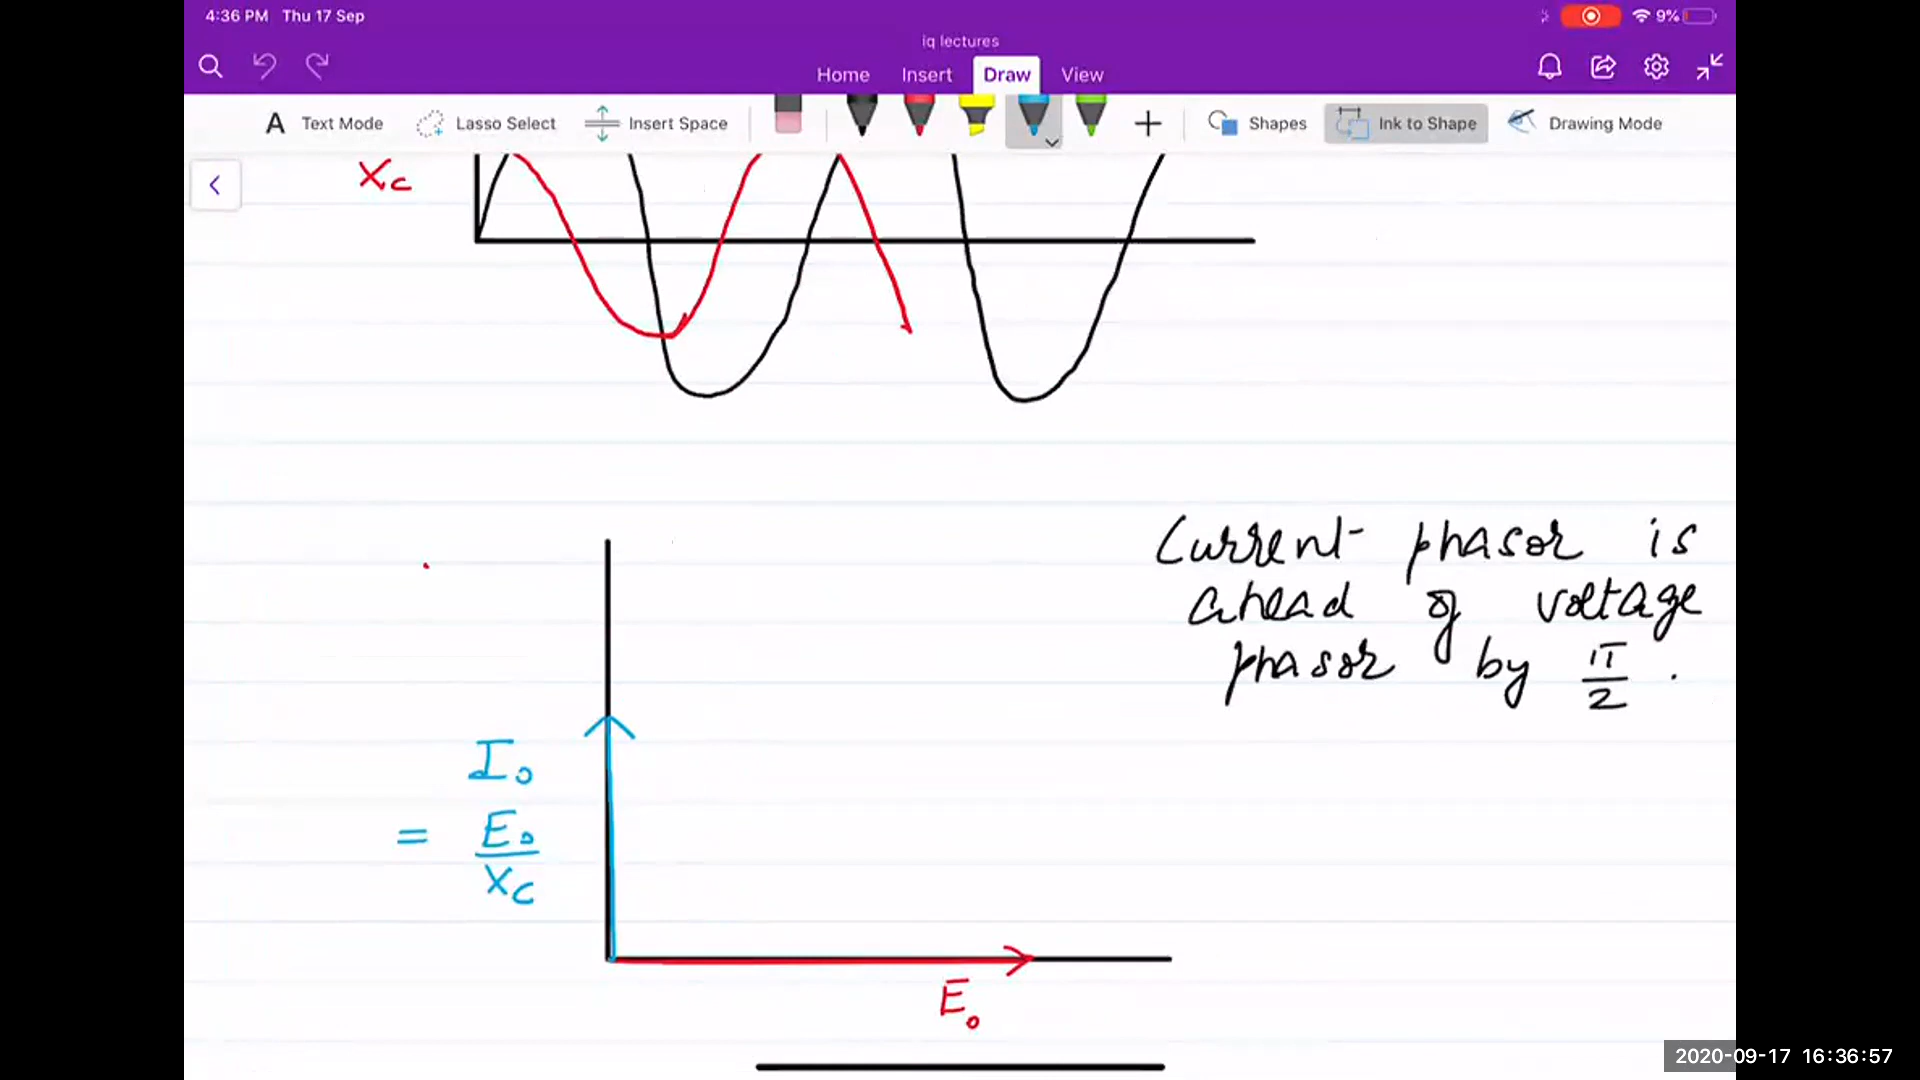 4:36 PM Thu 17 Sep
9%
iq lectures
Home Insert Draw View
A Text Mode Lasso Select Insert Space Shapes Ink to Shape Drawing Mode
Xc
Current phasor is
ahead of voltage
phasor by π/2 .
I₀
= E₀/Xc
E₀
2020-09-17 16:36:57